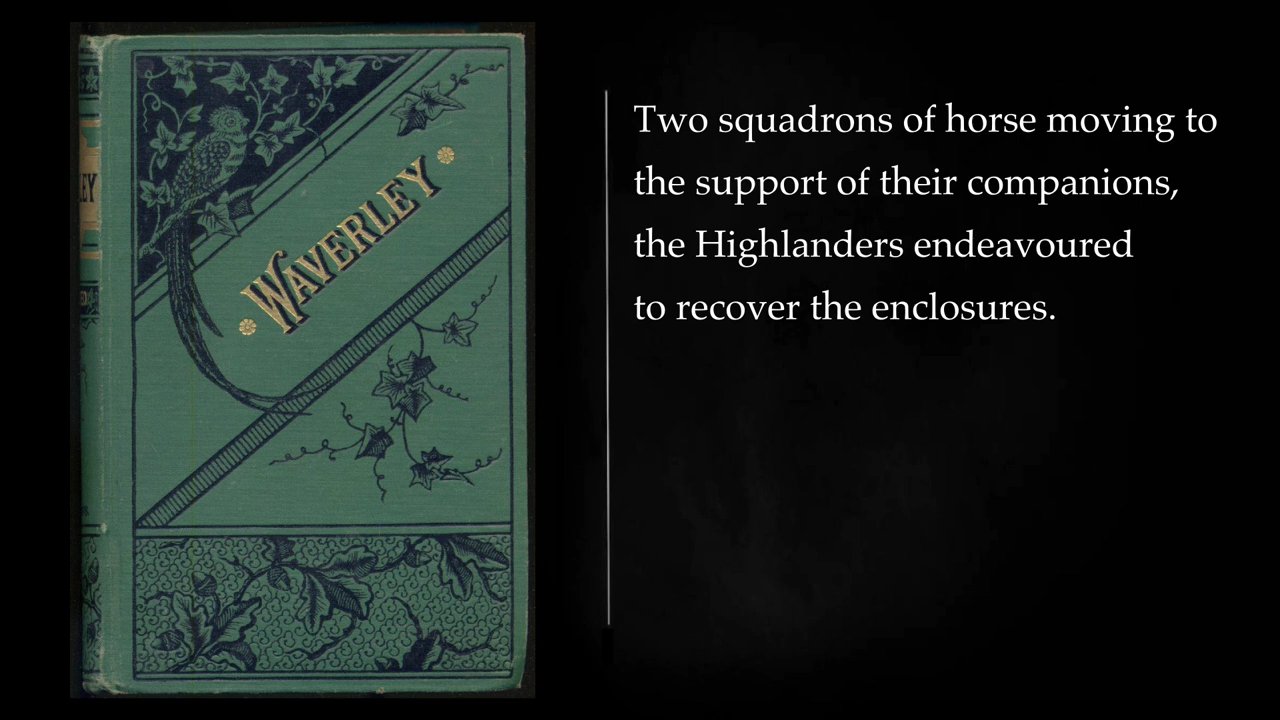 WAVERLEY
EY
Two squadrons of horse moving to
the support of their companions,
the Highlanders endeavoured
to recover the enclosures.